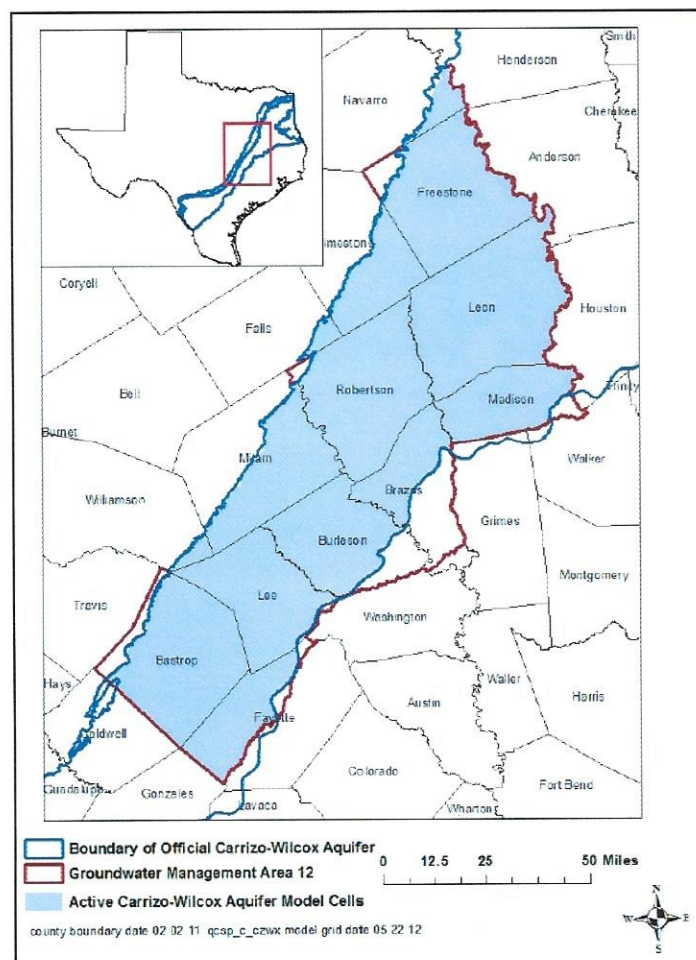 Smith
Henderson
Navarro
Cherokee
Anderson
Freestone
Limestone
Coryell
Leon
Houston
Falls
Bell
Robertson
Madison
Trinity
Burnet
Milam
Walker
Williamson
Brazos
Grimes
Burleson
Montgomery
Travis
Lee
Washington
Bastrop
Waller
Hays
Harris
Austin
Fayette
Caldwell
Colorado
Fort Bend
Guadalupe
Gonzales
Lavaca
Wharton
Boundary of Official Carrizo-Wilcox Aquifer
Groundwater Management Area 12
Active Carrizo-Wilcox Aquifer Model Cells
0 12.5 25 50 Miles
county boundary date 02.02.11 qcsp_c_czwx model grid date 05.22.12
N
W E
S